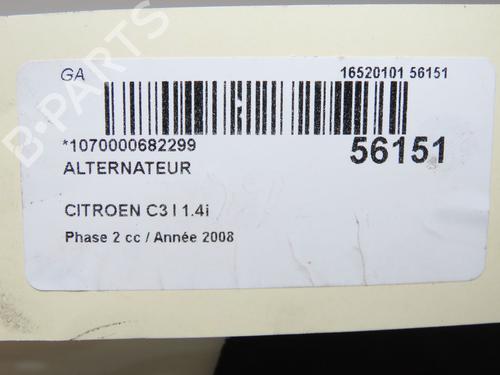 GA 16520101 56151
*1070000682299 56151
ALTERNATEUR
CITROEN C3 I 1.4i
Phase 2 cc / Année 2008
B-PARTS